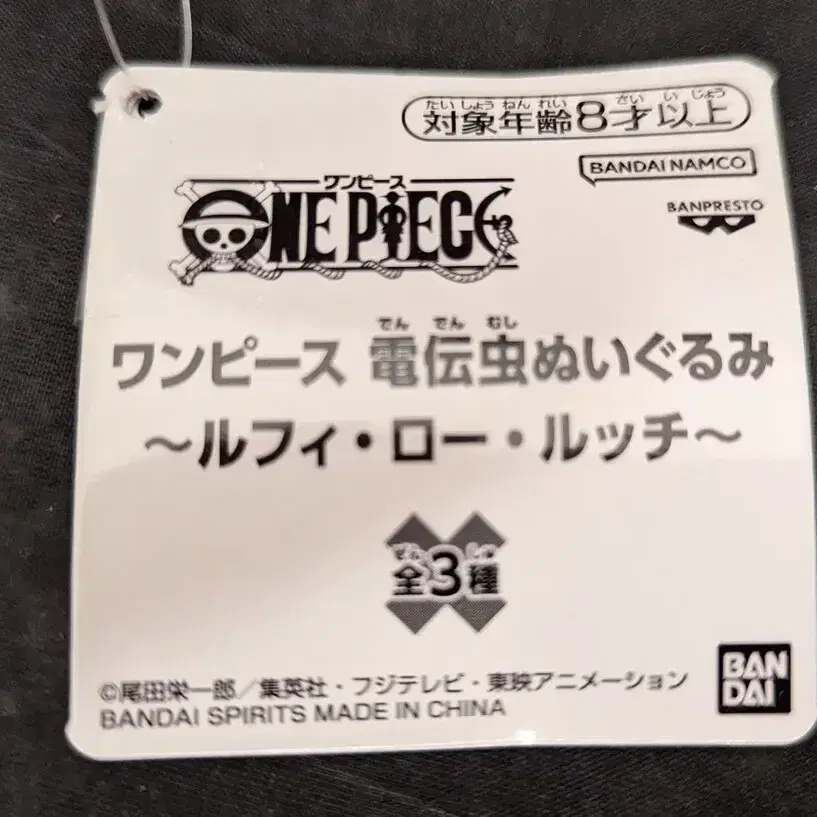 たいしょうねんれい さいいじょう
対象年齢8才以上
BANDAI NAMCO
BANPRESTO
ワンピース
ONE PIECE
でんでんむし
ワンピース 電伝虫ぬいぐるみ
～ルフィ・ロー・ルッチ～
ぜん しゅ
全3種
©尾田栄一郎／集英社・フジテレビ・東映アニメーション
BANDAI SPIRITS MADE IN CHINA
BAN
DAI